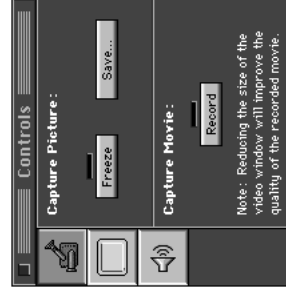 Controls
Capture Picture:
Freeze
Save...
Capture Movie:
Record
Note: Reducing the size of the
video window will improve the
quality of the recorded movie.